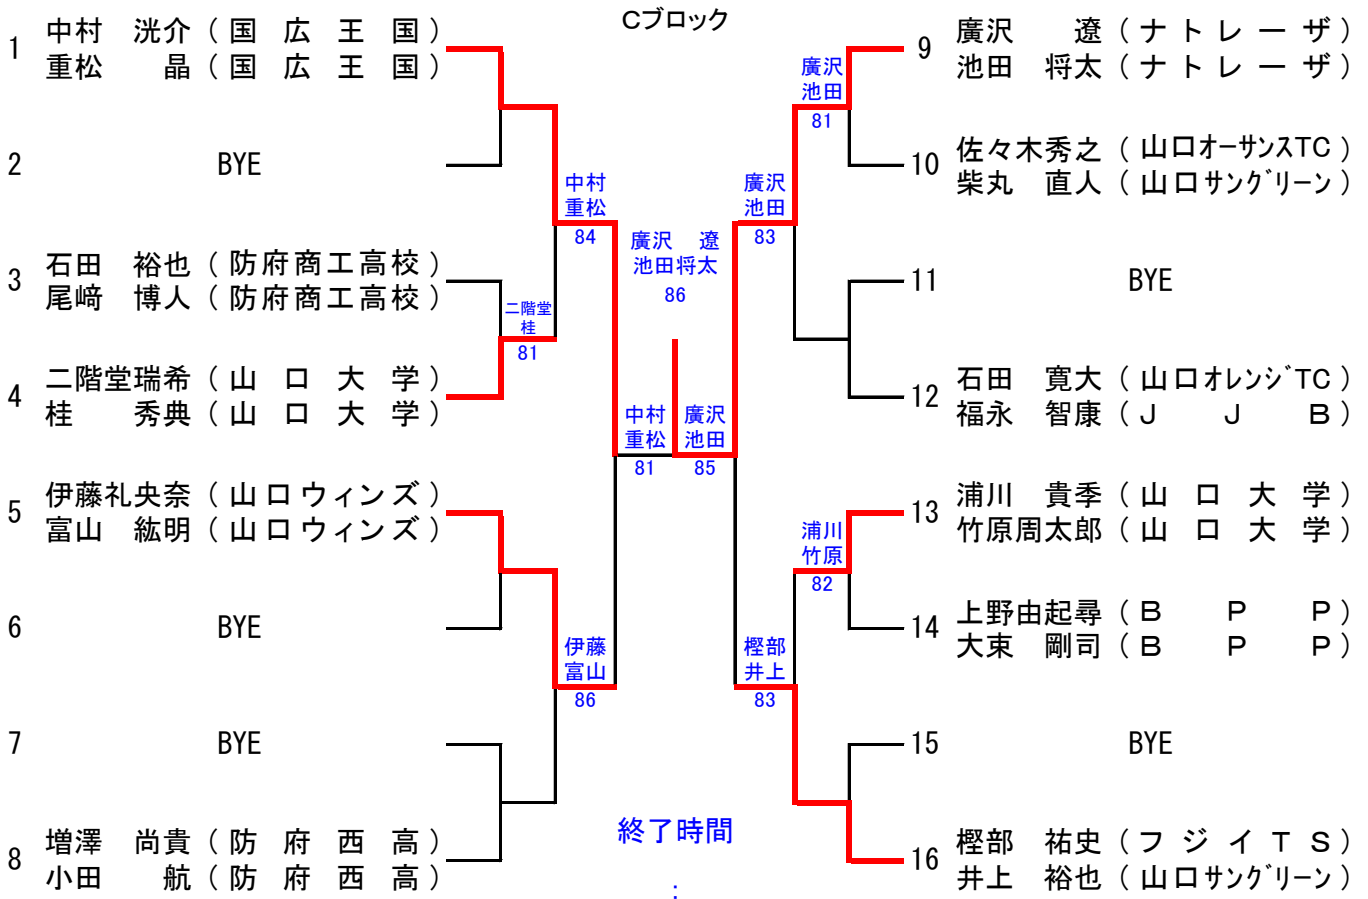 Cブロック
1 中村 洸介 ( 国 広 王 国 )
重松 晶 ( 国 広 王 国 )
2 BYE
3 石田 裕也 ( 防府商工高校 )
尾﨑 博人 ( 防府商工高校 )
4 二階堂瑞希 ( 山 口 大 学 )
桂 秀典 ( 山 口 大 学 )
5 伊藤礼央奈 ( 山口ウィンズ )
富山 紘明 ( 山口ウィンズ )
6 BYE
7 BYE
8 増澤 尚貴 ( 防 府 西 高 )
小田 航 ( 防 府 西 高 )
二階堂
桂
81
中村
重松
84
伊藤
富山
86
中村
重松
81
廣沢 遼
池田将太
86
廣沢
池田
85
廣沢
池田
83
樫部
井上
83
廣沢
池田
81
浦川
竹原
82
終了時間
:
9 廣沢 遼 ( ナトレーザ )
池田 将太 ( ナトレーザ )
10 佐々木秀之 ( 山口オーサンスTC )
柴丸 直人 ( 山口サングリーン )
11 BYE
12 石田 寛大 ( 山口オレンジTC )
福永 智康 ( J J B )
13 浦川 貴季 ( 山 口 大 学 )
竹原周太郎 ( 山 口 大 学 )
14 上野由起尋 ( B P P )
大束 剛司 ( B P P )
15 BYE
16 樫部 祐史 ( フジイTS )
井上 裕也 ( 山口サングリーン )